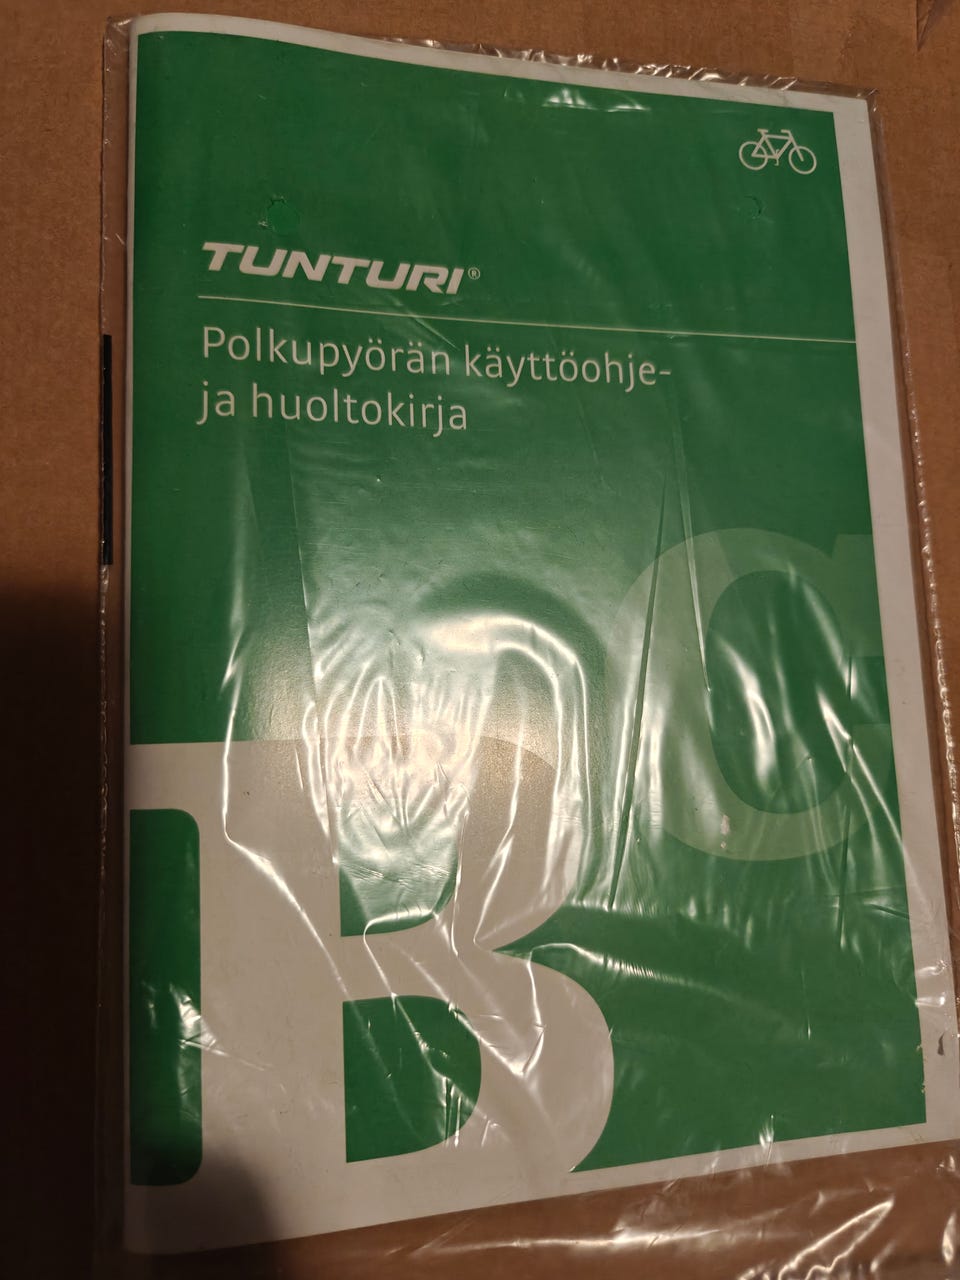 TUNTURI®
Polkupyörän käyttöohje-
ja huoltokirja